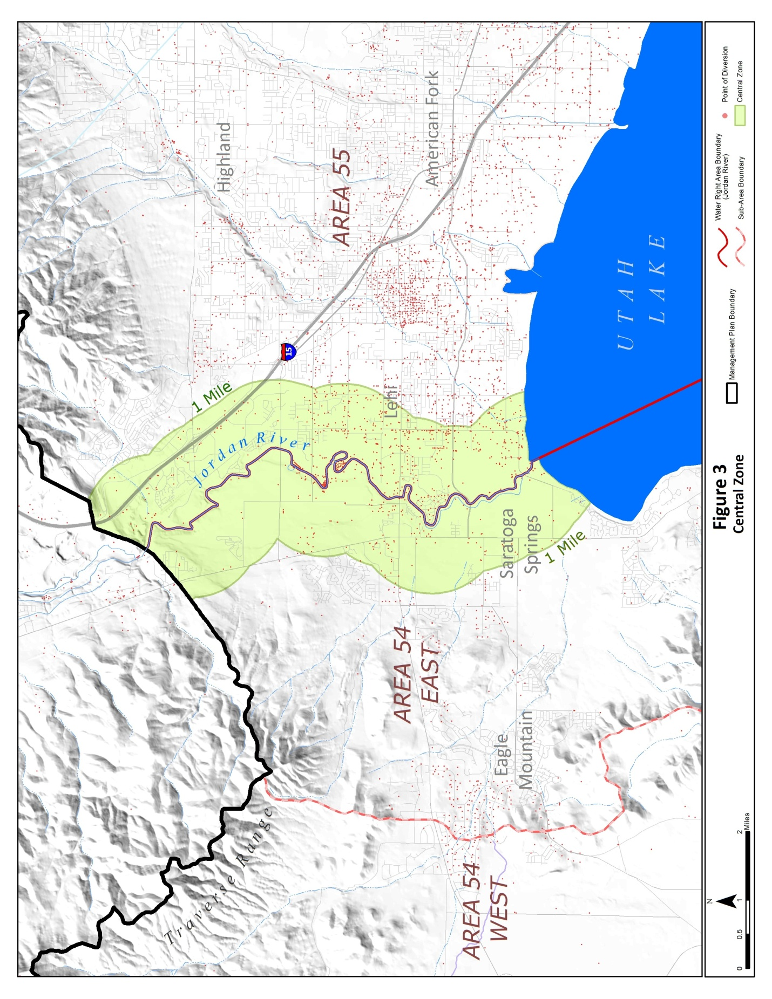 Traverse Range
Jordan River
1 Mile
15
Highland
AREA 55
American Fork
Lehi
AREA 54
EAST
AREA 54
WEST
Eagle
Mountain
Saratoga
Springs
1 Mile
UTAH
LAKE
N
0
0.5
1
2
Miles
Figure 3
Central Zone
Management Plan Boundary
Water Right Area Boundary
(Jordan River)
Sub-Area Boundary
Point of Diversion
Central Zone